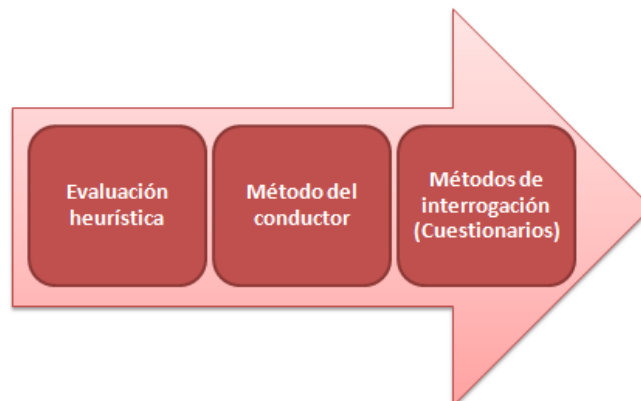 Evaluación
heurística
Método del
conductor
Métodos de
interrogación
(Cuestionarios)